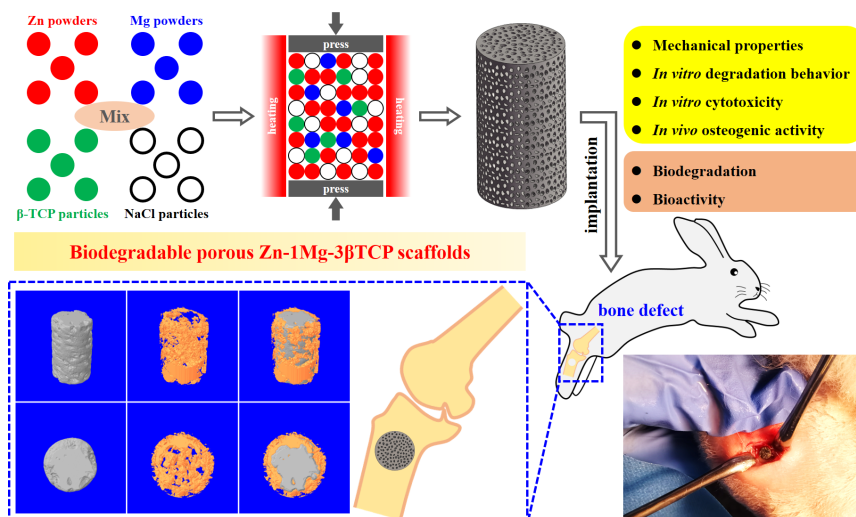 Zn powders
Mg powders
Mix
β-TCP particles
NaCl particles
press
heating
heating
press
implantation
● Mechanical properties
● In vitro degradation behavior
● In vitro cytotoxicity
● In vivo osteogenic activity
● Biodegradation
● Bioactivity
Biodegradable porous Zn-1Mg-3βTCP scaffolds
bone defect